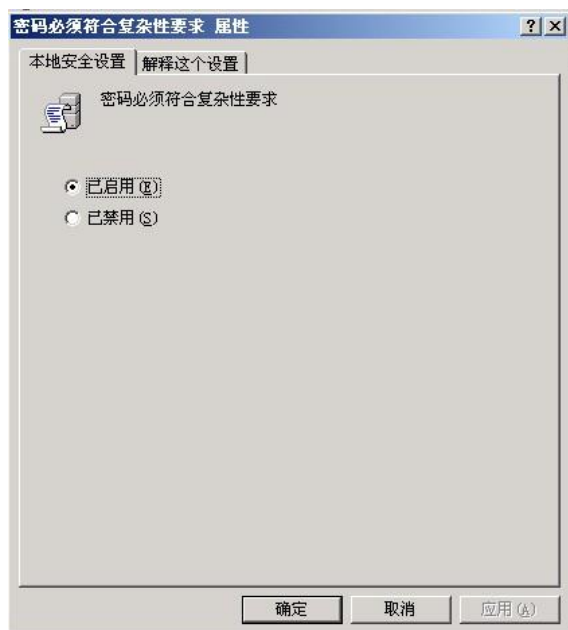 密码必须符合复杂性要求 属性
本地安全设置 解释这个设置
密码必须符合复杂性要求
已启用(E)
已禁用(S)
确定 取消 应用(A)